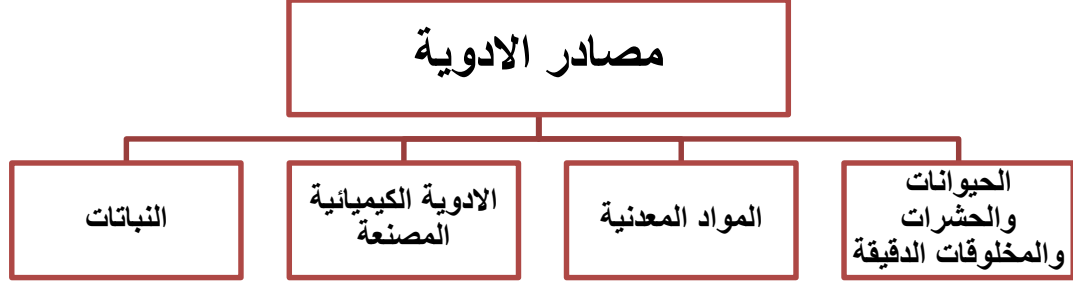 مصادر الادوية
الحيوانات
والحشرات
والمخلوقات الدقيقة
المواد المعدنية
الادوية الكيميائية
المصنعة
النباتات